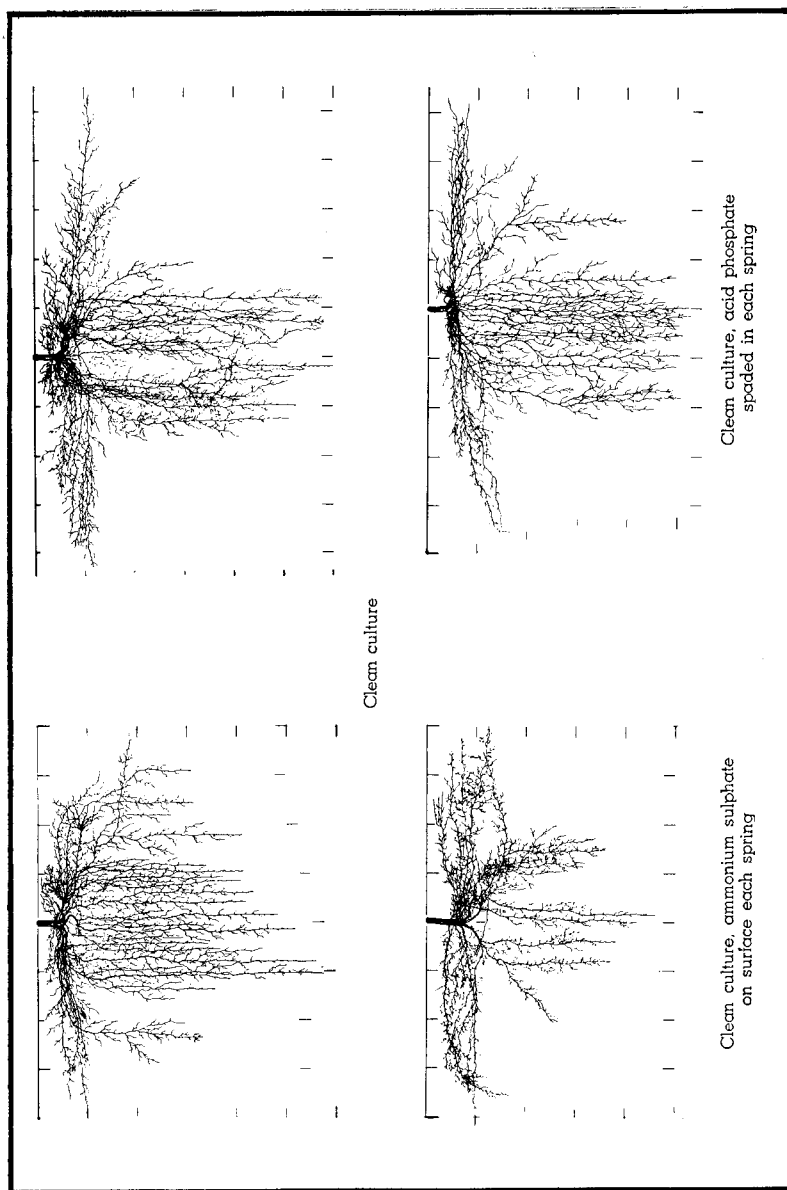 Clean culture
Clean culture, ammonium sulphate
on surface each spring
Clean culture, acid phosphate
spaded in each spring